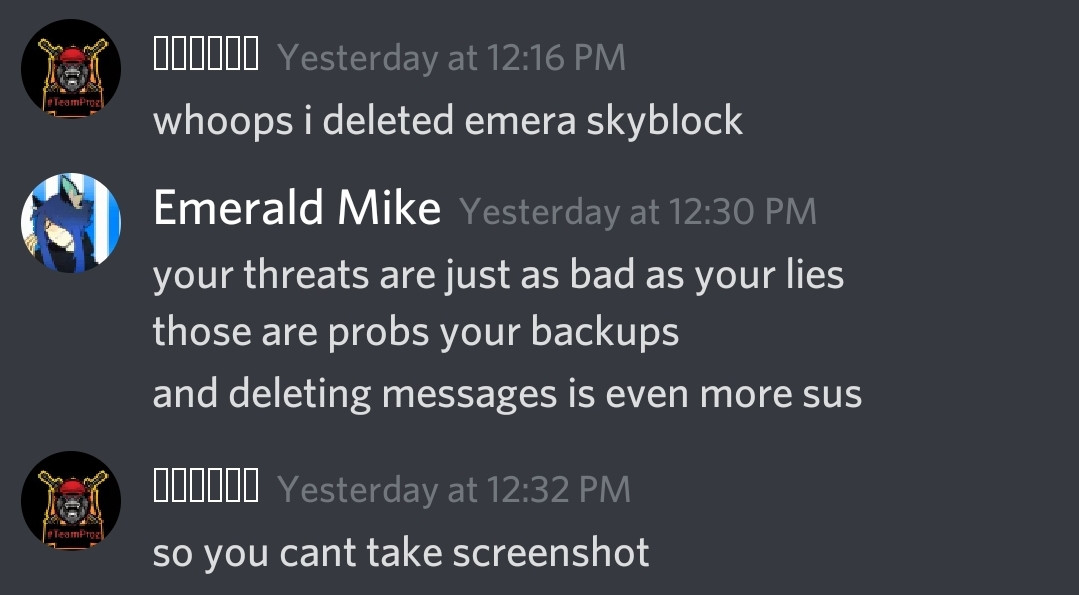 Yesterday at 12:16 PM
whoops i deleted emera skyblock
Emerald Mike Yesterday at 12:30 PM
your threats are just as bad as your lies
those are probs your backups
and deleting messages is even more sus
Yesterday at 12:32 PM
so you cant take screenshot
#TeamProz
#TeamProz